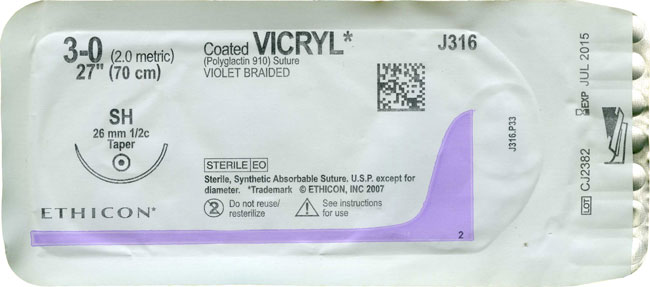 3-0 (2.0 metric)
27" (70 cm)
Coated VICRYL*
(Polyglactin 910) Suture
VIOLET BRAIDED
J316
SH
26 mm 1/2c
Taper
STERILE EO
Sterile, Synthetic Absorbable Suture. U.S.P. except for
diameter. *Trademark © ETHICON, INC 2007
2 Do not reuse/
resterilize
! See instructions
for use
ETHICON*
2
J316.P33
EXP JUL 2015
LOT CJ2382